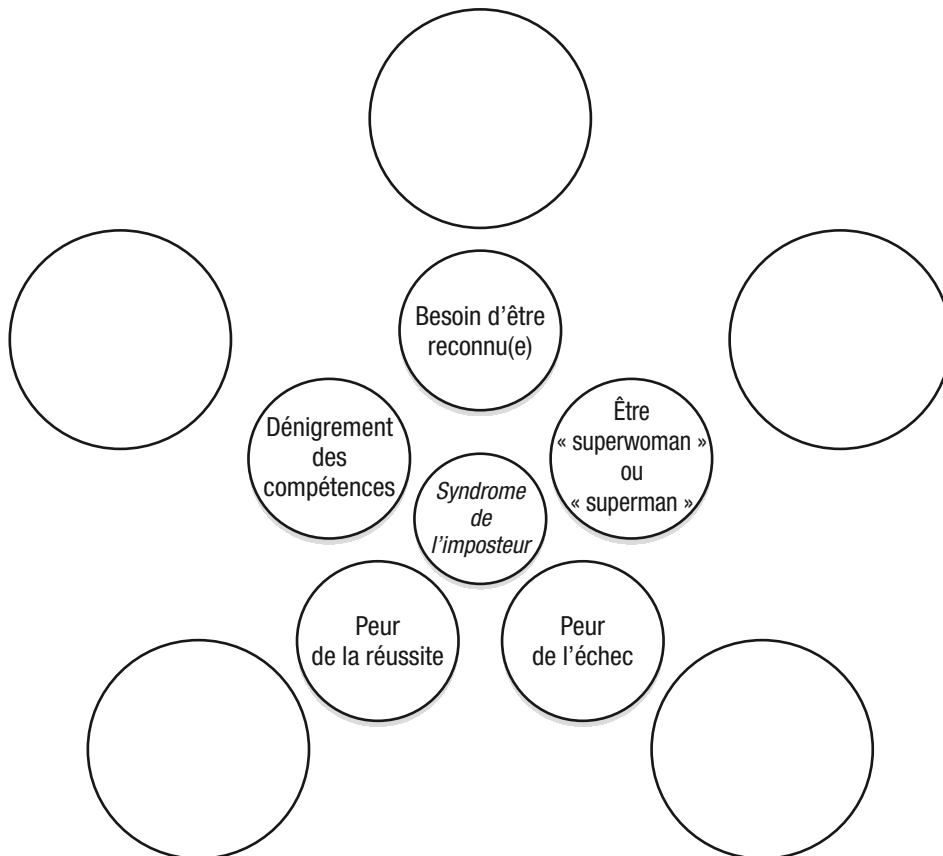 Besoin d’être
reconnu(e)
Dénigrement
des
compétences
Être
« superwoman »
ou
« superman »
Syndrome
de
l’imposteur
Peur
de la réussite
Peur
de l’échec